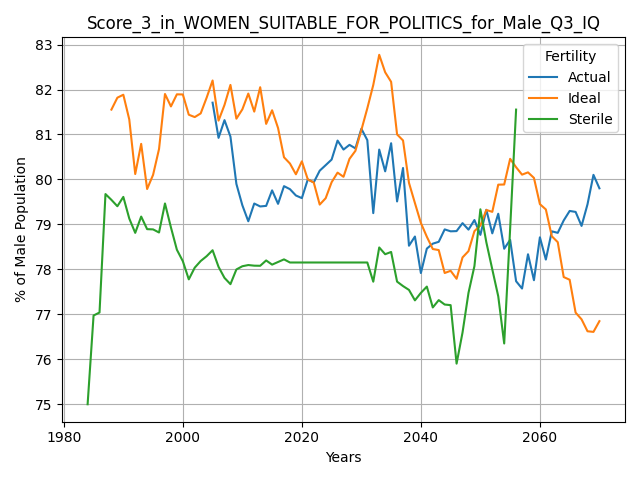 Score_3_in_WOMEN_SUITABLE_FOR_POLITICS_for_Male_Q3_IQ
Fertility
Actual
Ideal
Sterile
% of Male Population
83
82
81
80
79
78
77
76
75
1980
2000
2020
2040
2060
Years